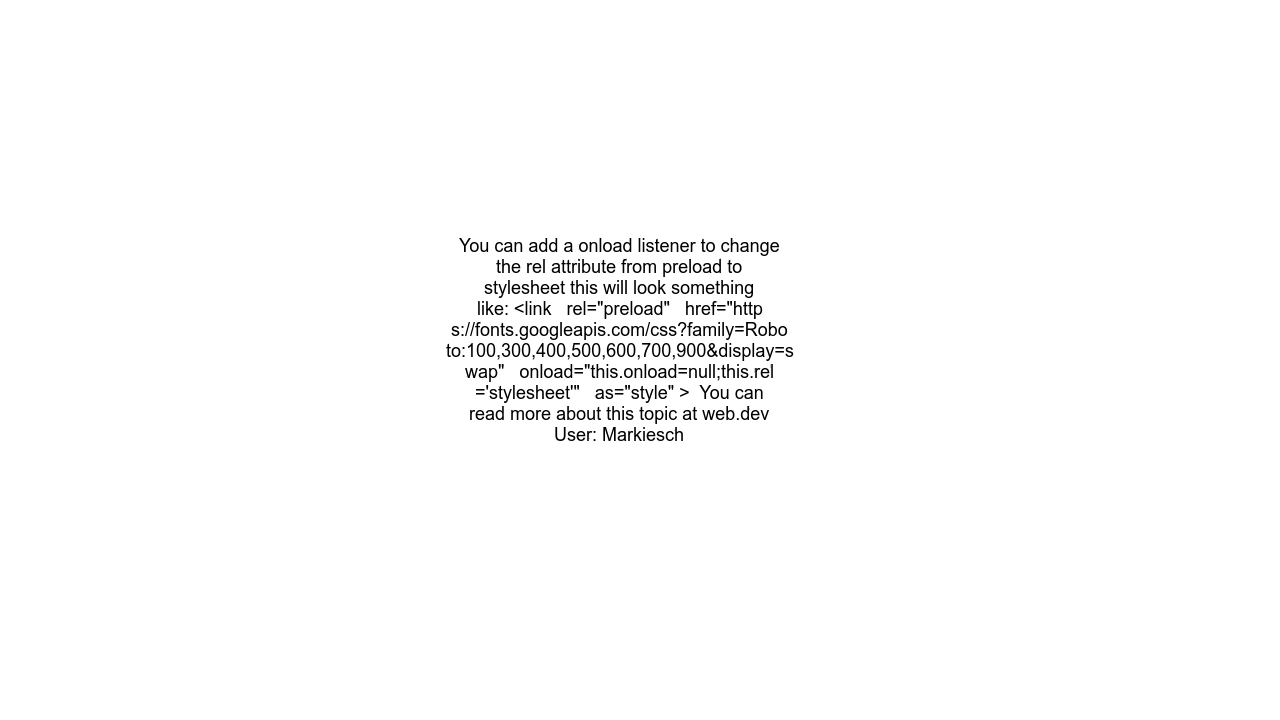 You can add a onload listener to change
the rel attribute from preload to
stylesheet this will look something
like: <link   rel="preload"   href="http
s://fonts.googleapis.com/css?family=Robo
to:100,300,400,500,600,700,900&display=s
wap"   onload="this.onload=null;this.rel
='stylesheet'"   as="style" >  You can
read more about this topic at web.dev
User: Markiesch